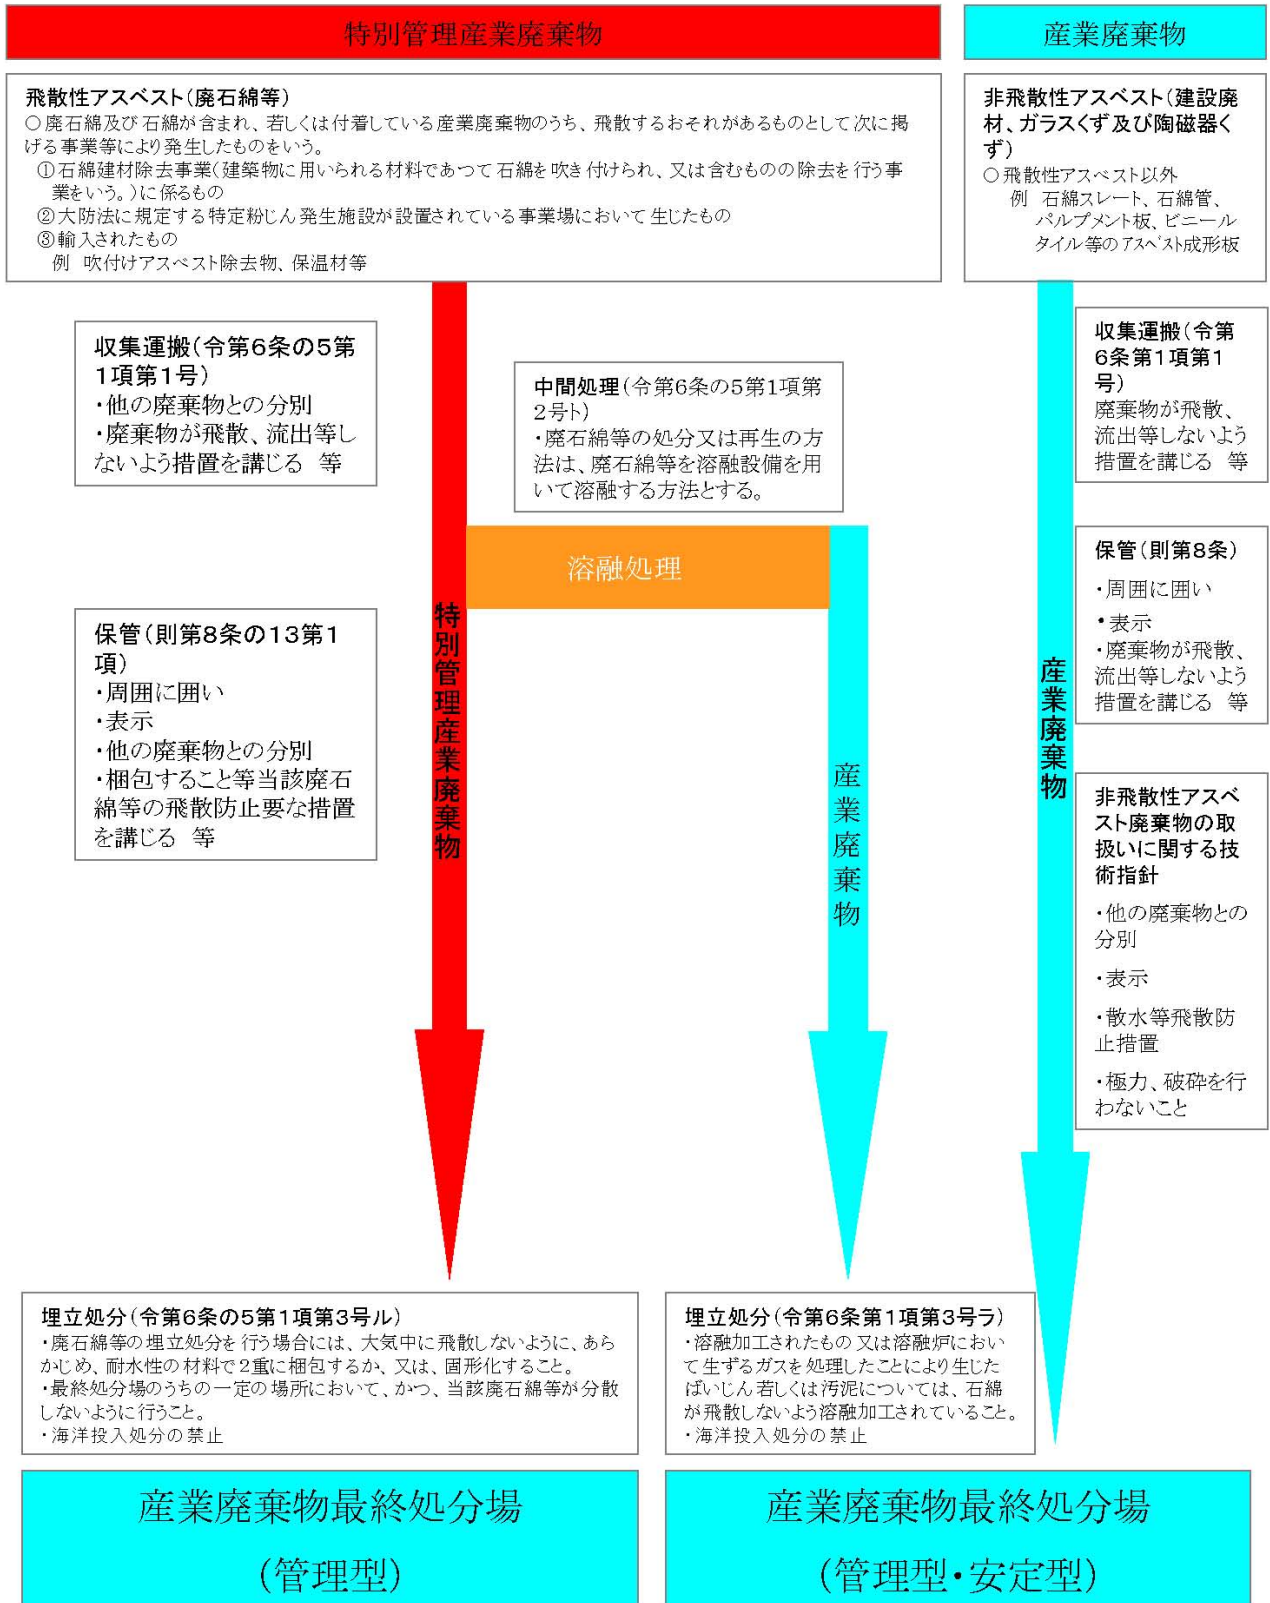 特別管理産業廃棄物
産業廃棄物
飛散性アスベスト(廃石綿等)
○廃石綿及び石綿が含まれ、若しくは付着している産業廃棄物のうち、飛散するおそれがあるものとして次に掲
げる事業等により発生したものをいう。
①石綿建材除去事業(建築物に用いられる材料であつて石綿を吹き付けられ、又は含むものの除去を行う事
業をいう。)に係るもの
②大防法に規定する特定粉じん発生施設が設置されている事業場において生じたもの
③輸入されたもの
例 吹付けアスベスト除去物、保温材等
非飛散性アスベスト(建設廃
材、ガラスくず及び陶磁器く
ず)
○飛散性アスベスト以外
例 石綿スレート、石綿管、
パルプメント板、ビニール
タイル等のアスベスト成形板
収集運搬(令第6条の5第
1項第1号)
・他の廃棄物との分別
・廃棄物が飛散、流出等し
ないよう措置を講じる 等
中間処理(令第6条の5第1項第
2号ト)
・廃石綿等の処分又は再生の方
法は、廃石綿等を溶融設備を用
いて溶融する方法とする。
収集運搬(令第
6条第1項第1
号)
廃棄物が飛散、
流出等しないよう
措置を講じる 等
溶融処理
保管(則第8条の13第1
項)
・周囲に囲い
・表示
・他の廃棄物との分別
・梱包すること等当該廃石
綿等の飛散防止要な措置
を講じる 等
特別管理産業廃棄物
産業廃棄物
産業廃棄物
保管(則第8条)
・周囲に囲い
・表示
・廃棄物が飛散、
流出等しないよう
措置を講じる 等
非飛散性アスベ
スト廃棄物の取
扱いに関する技
術指針
・他の廃棄物との
分別
・表示
・散水等飛散防
止措置
・極力、破砕を行
わないこと
埋立処分(令第6条の5第1項第3号ル)
・廃石綿等の埋立処分を行う場合には、大気中に飛散しないように、あら
かじめ、耐水性の材料で2重に梱包するか、又は、固形化すること。
・最終処分場のうちの一定の場所において、かつ、当該廃石綿等が分散
しないように行うこと。
・海洋投入処分の禁止
埋立処分(令第6条第1項第3号ラ)
・溶融加工されたもの又は溶融炉におい
て生ずるガスを処理したことにより生じた
ばいじん若しくは汚泥については、石綿
が飛散しないよう溶融加工されていること。
・海洋投入処分の禁止
産業廃棄物最終処分場
(管理型)
産業廃棄物最終処分場
(管理型・安定型)